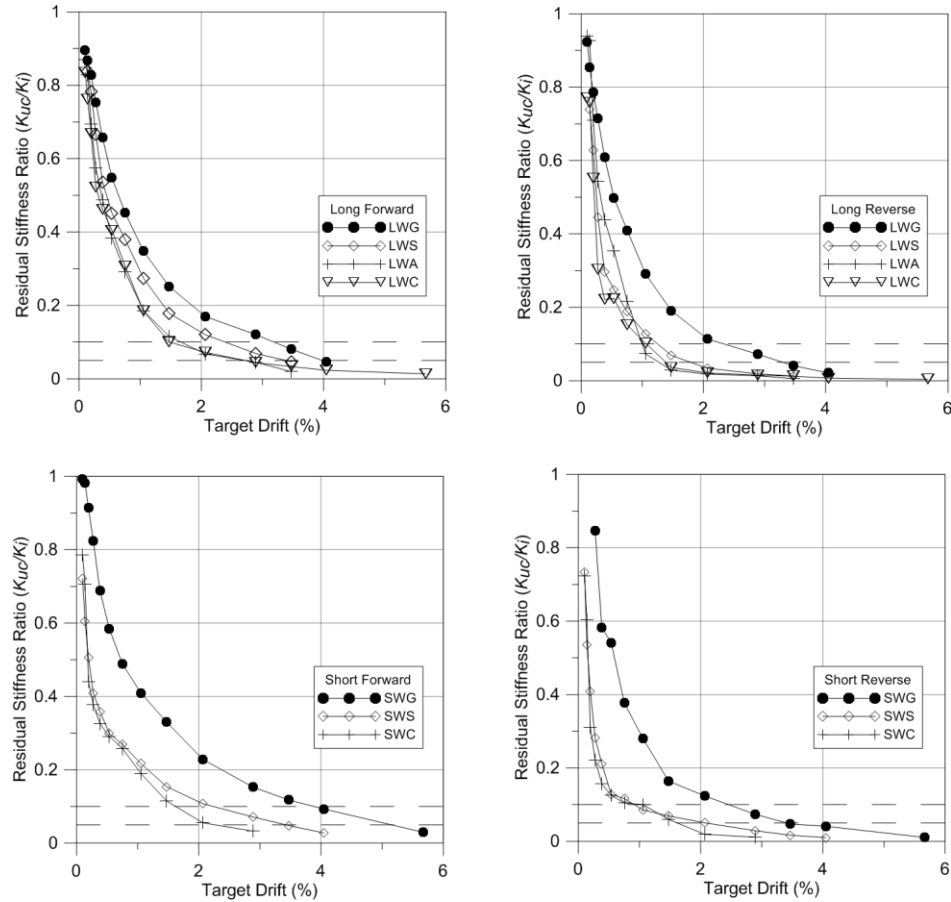 1
0.8
0.6
0.4
0.2
0
Residual Stiffness Ratio (Kuc/Ki)
Long Forward
LWG
LWS
LWA
LWC
0 2 4 6
Target Drift (%)
1
0.8
0.6
0.4
0.2
0
Residual Stiffness Ratio (Kuc/Ki)
Long Reverse
LWG
LWS
LWA
LWC
0 2 4 6
Target Drift (%)
1
0.8
0.6
0.4
0.2
0
Residual Stiffness Ratio (Kuc/Ki)
Short Forward
SWG
SWS
SWC
0 2 4 6
Target Drift (%)
1
0.8
0.6
0.4
0.2
0
Residual Stiffness Ratio (Kuc/Ki)
Short Reverse
SWG
SWS
SWC
0 2 4 6
Target Drift (%)